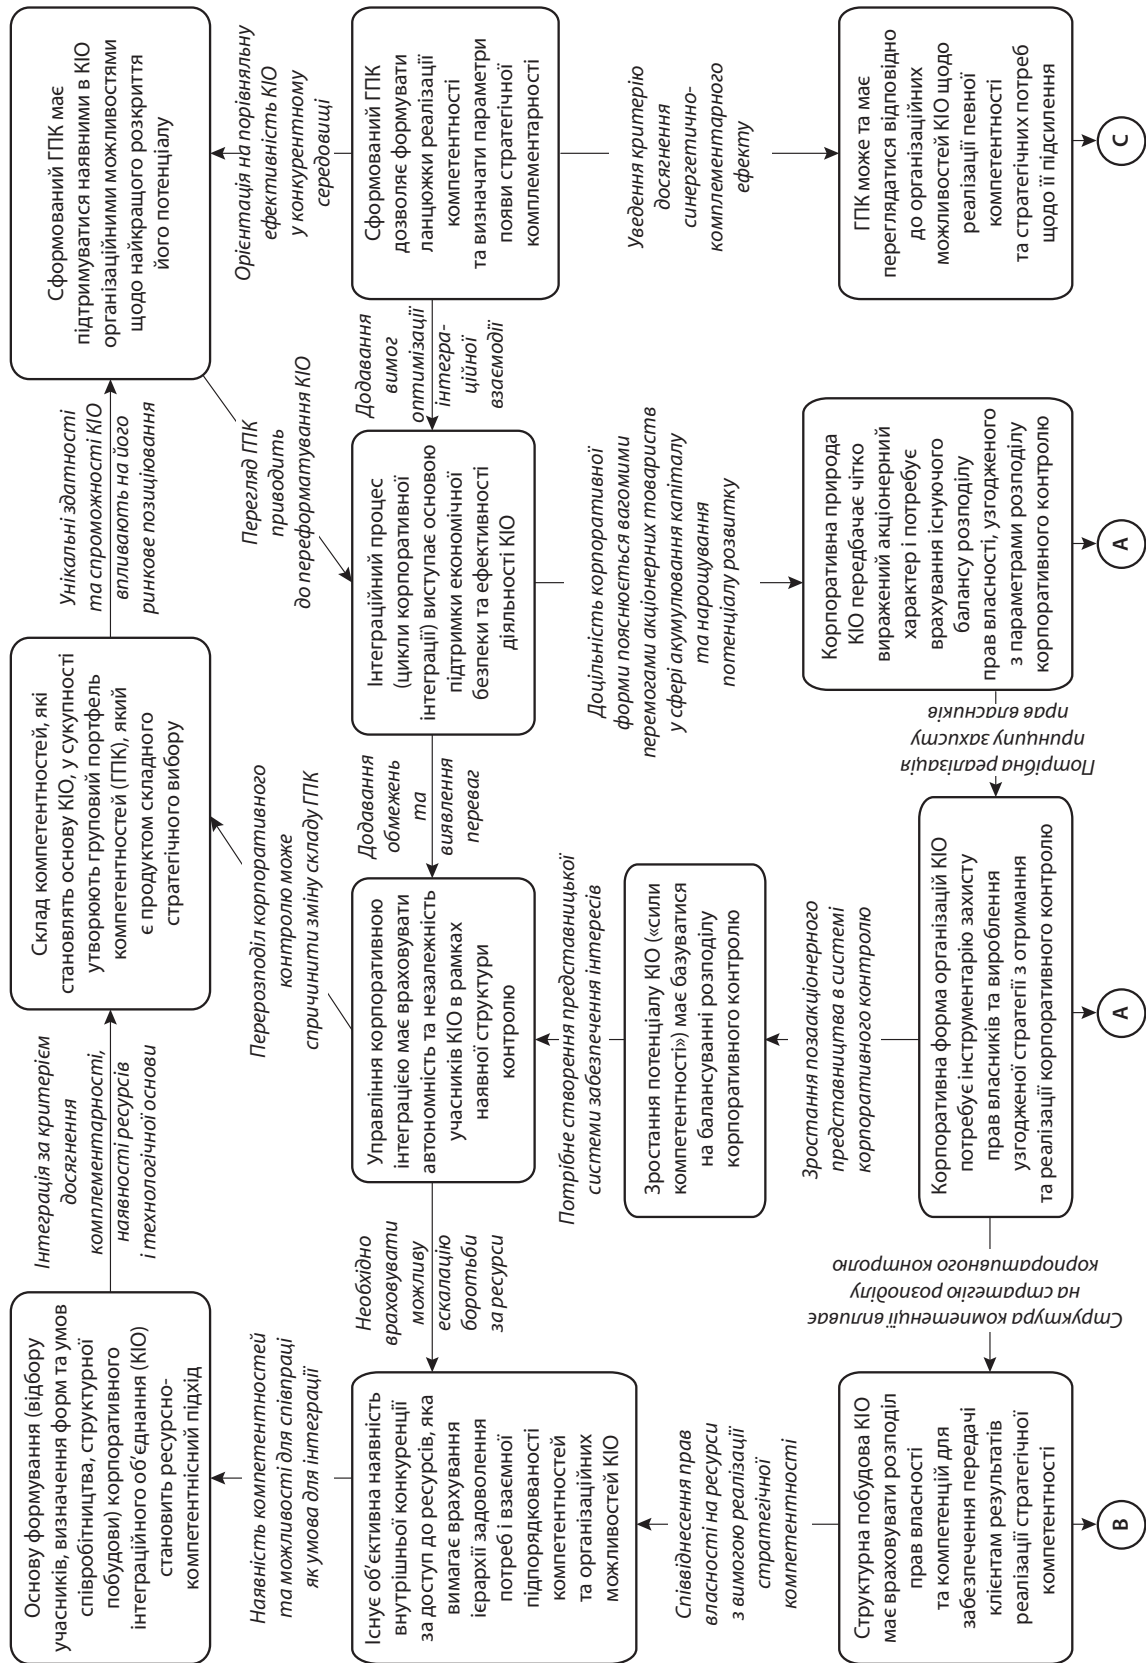 Основу формування (відбору
учасників, визначення форм та умов
співробітництва, структурної
побудови) корпоративного
інтеграційного об'єднання (КІО)
становить ресурсно-
компетентнісний підхід
Інтеграція за критерієм
досягнення
комплементарності,
наявності ресурсів
і технологічної основи
Склад компетентностей, які
становлять основу КІО, у сукупності
утворюють груповий портфель
компетентностей (ГПК), який
є продуктом складного
стратегічного вибору
Унікальні здатності
та спроможності КІО
впливають на його
ринкове позиціювання
Сформований ГПК має
підтримуватися наявними в КІО
організаційними можливостями
щодо найкращого розкриття
його потенціалу
Наявність компетентностей
та можливості для співпраці
як умова для інтеграції
Перерозподіл корпоративного
контролю може
спричинити зміну складу ГПК
Перегляд ГПК
приводить
до переформатування КІО
Орієнтація на порівняльну
ефективність КІО
у конкурентному
середовищі
Існує об'єктивна наявність
внутрішньої конкуренції
за доступ до ресурсів, яка
вимагає врахування
ієрархії задоволення
потреб і взаємної
підпорядкованості
компетентностей
та організаційних
можливостей КІО
Необхідно
враховувати
можливу
ескалацію
боротьби
за ресурси
Управління корпоративною
інтеграцією має враховувати
автономність та незалежність
учасників КІО в рамках
наявної структури
контролю
Додавання
обмежень
та
виявлення
переваг
Інтеграційний процес
(цикли корпоративної
інтеграції) виступає основою
підтримки економічної
безпеки та ефективності
діяльності КІО
Додавання
вимог
оптимізації
інтегра-
ційної
взаємодії
Сформований ГПК
дозволяє формувати
ланцюжки реалізації
компетентності
та визначати параметри
появи стратегічної
комплементарності
Співвіднесення прав
власності на ресурси
з вимогою реалізації
стратегічної
компетентності
Потрібне створення представницької
системи забезпечення інтересів
Зростання потенціалу КІО («сили
компетентності») має базуватися
на балансуванні розподілу
корпоративного контролю
Зростання позаакціонерного
представництва в системі
корпоративного контролю
Доцільність корпоративної
форми пояснюється вагомими
перемогами акціонерних товариств
у сфері акумулювання капіталу
та нарощування
потенціалу розвитку
Уведення критерію
досягнення
синергетично-
комплементарного
ефекту
Структурна побудова КІО
має враховувати розподіл
прав власності
та компетенцій для
забезпечення передачі
клієнтам результатів
реалізації стратегічної
компетентності
Структура компетенції впливає
на стратегію розподілу
корпоративного контролю
Корпоративна форма організацій КІО
потребує інструментарію захисту
прав власників та вироблення
узгодженої стратегії з отримання
та реалізації корпоративного контролю
Потрібна реалізація
принципу захисту
прав власників
Корпоративна природа
КІО передбачає чітко
виражений акціонерний
характер і потребує
врахування існуючого
балансу розподілу
прав власності, узгодженого
з параметрами розподілу
корпоративного контролю
ГПК може та має
переглядатися відповідно
до організаційних
можливостей КІО щодо
реалізації певної
компетентності
та стратегічних потреб
щодо її підсилення
В
А
А
С